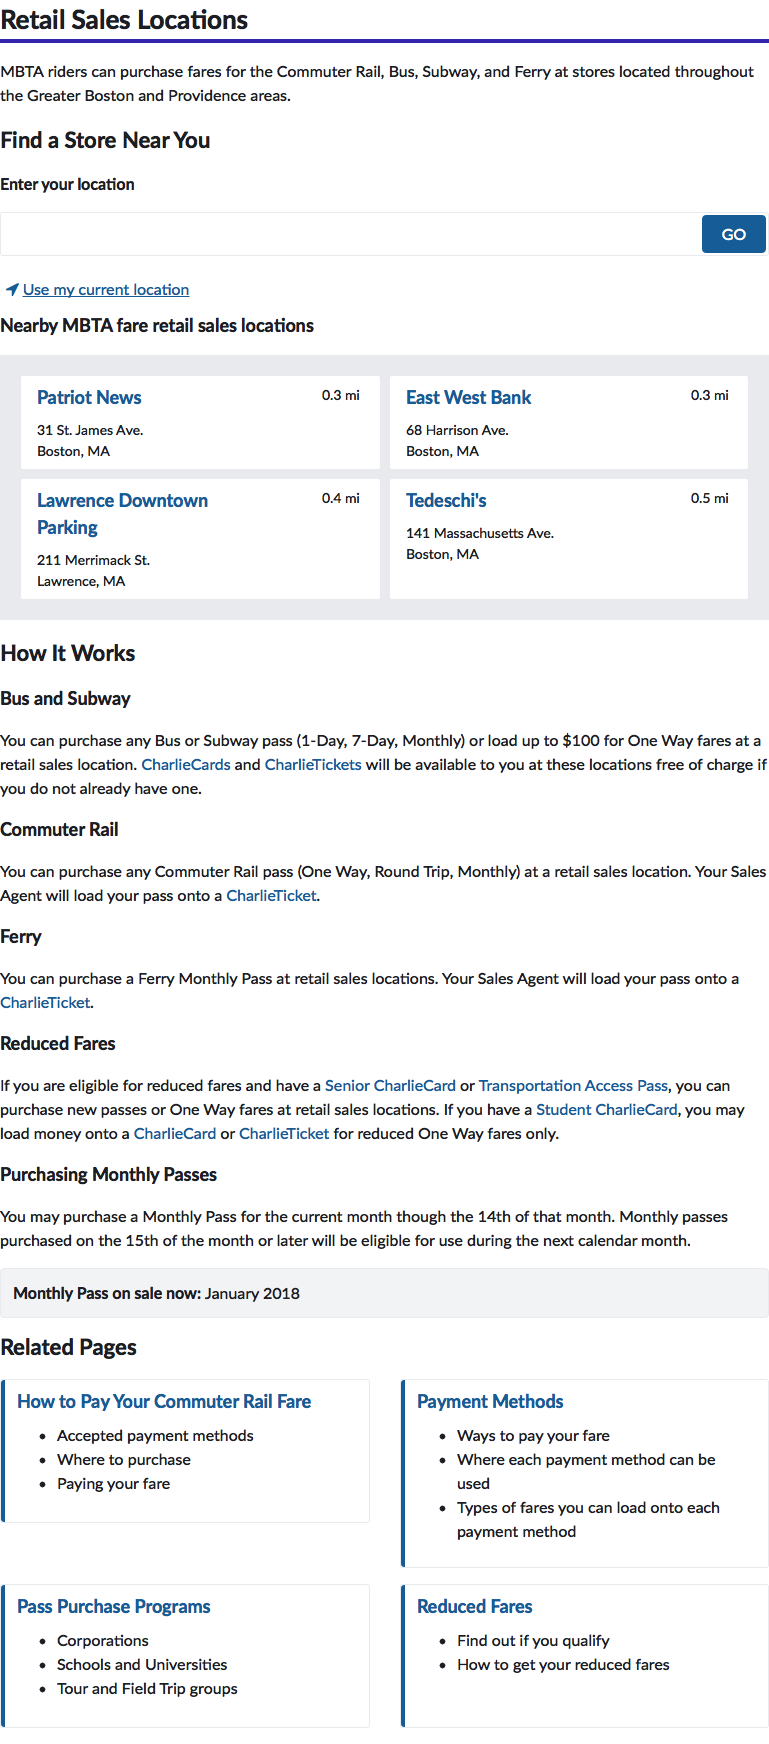 Retail Sales Locations
MBTA riders can purchase fares for the Commuter Rail, Bus, Subway, and Ferry at stores located throughout
the Greater Boston and Providence areas.
Find a Store Near You
Enter your location
GO
Use my current location
Nearby MBTA fare retail sales locations
Patriot News 0.3 mi
31 St. James Ave.
Boston, MA
East West Bank 0.3 mi
68 Harrison Ave.
Boston, MA
Lawrence Downtown 0.4 mi
Parking
211 Merrimack St.
Lawrence, MA
Tedeschi's 0.5 mi
141 Massachusetts Ave.
Boston, MA
How It Works
Bus and Subway
You can purchase any Bus or Subway pass (1-Day, 7-Day, Monthly) or load up to $100 for One Way fares at a
retail sales location. CharlieCards and CharlieTickets will be available to you at these locations free of charge if
you do not already have one.
Commuter Rail
You can purchase any Commuter Rail pass (One Way, Round Trip, Monthly) at a retail sales location. Your Sales
Agent will load your pass onto a CharlieTicket.
Ferry
You can purchase a Ferry Monthly Pass at retail sales locations. Your Sales Agent will load your pass onto a
CharlieTicket.
Reduced Fares
If you are eligible for reduced fares and have a Senior CharlieCard or Transportation Access Pass, you can
purchase new passes or One Way fares at retail sales locations. If you have a Student CharlieCard, you may
load money onto a CharlieCard or CharlieTicket for reduced One Way fares only.
Purchasing Monthly Passes
You may purchase a Monthly Pass for the current month though the 14th of that month. Monthly passes
purchased on the 15th of the month or later will be eligible for use during the next calendar month.
Monthly Pass on sale now: January 2018
Related Pages
How to Pay Your Commuter Rail Fare
• Accepted payment methods
• Where to purchase
• Paying your fare
Payment Methods
• Ways to pay your fare
• Where each payment method can be
used
• Types of fares you can load onto each
payment method
Pass Purchase Programs
• Corporations
• Schools and Universities
• Tour and Field Trip groups
Reduced Fares
• Find out if you qualify
• How to get your reduced fares